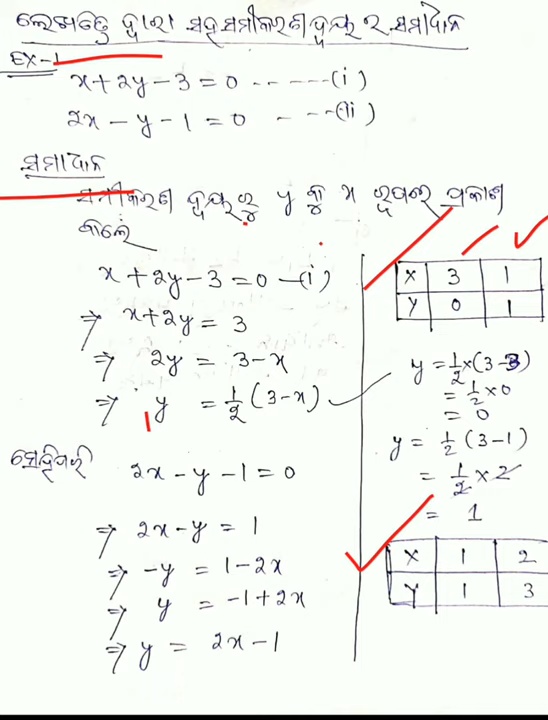 ଲେଖଚିତ୍ର ଦ୍ୱାରା ସହସମୀକରଣ ଦ୍ୱୟର ସମାଧାନ
EX-1
x+2y-3=0 ------(i)
2x-y-1=0 ---(ii)
ସମାଧାନ
ସମୀକରଣ ଦ୍ୱୟରୁ y କୁ x ରୂପରେ ପ୍ରକାଶ
କଲେ
x+2y-3=0 -(i)
⇒ x+2y = 3
⇒ 2y = 3-x
⇒ y = 1/2 (3-x)
ସେହିପରି
2x-y-1=0
⇒ 2x-y = 1
⇒ -y = 1-2x
⇒ y = -1+2x
⇒ y = 2x-1
X 3 1
Y 0 1
y = 1/2×(3-3)
= 1/2×0
= 0
y = 1/2 (3-1)
= 1/2×2
= 1
X 1 2
Y 1 3